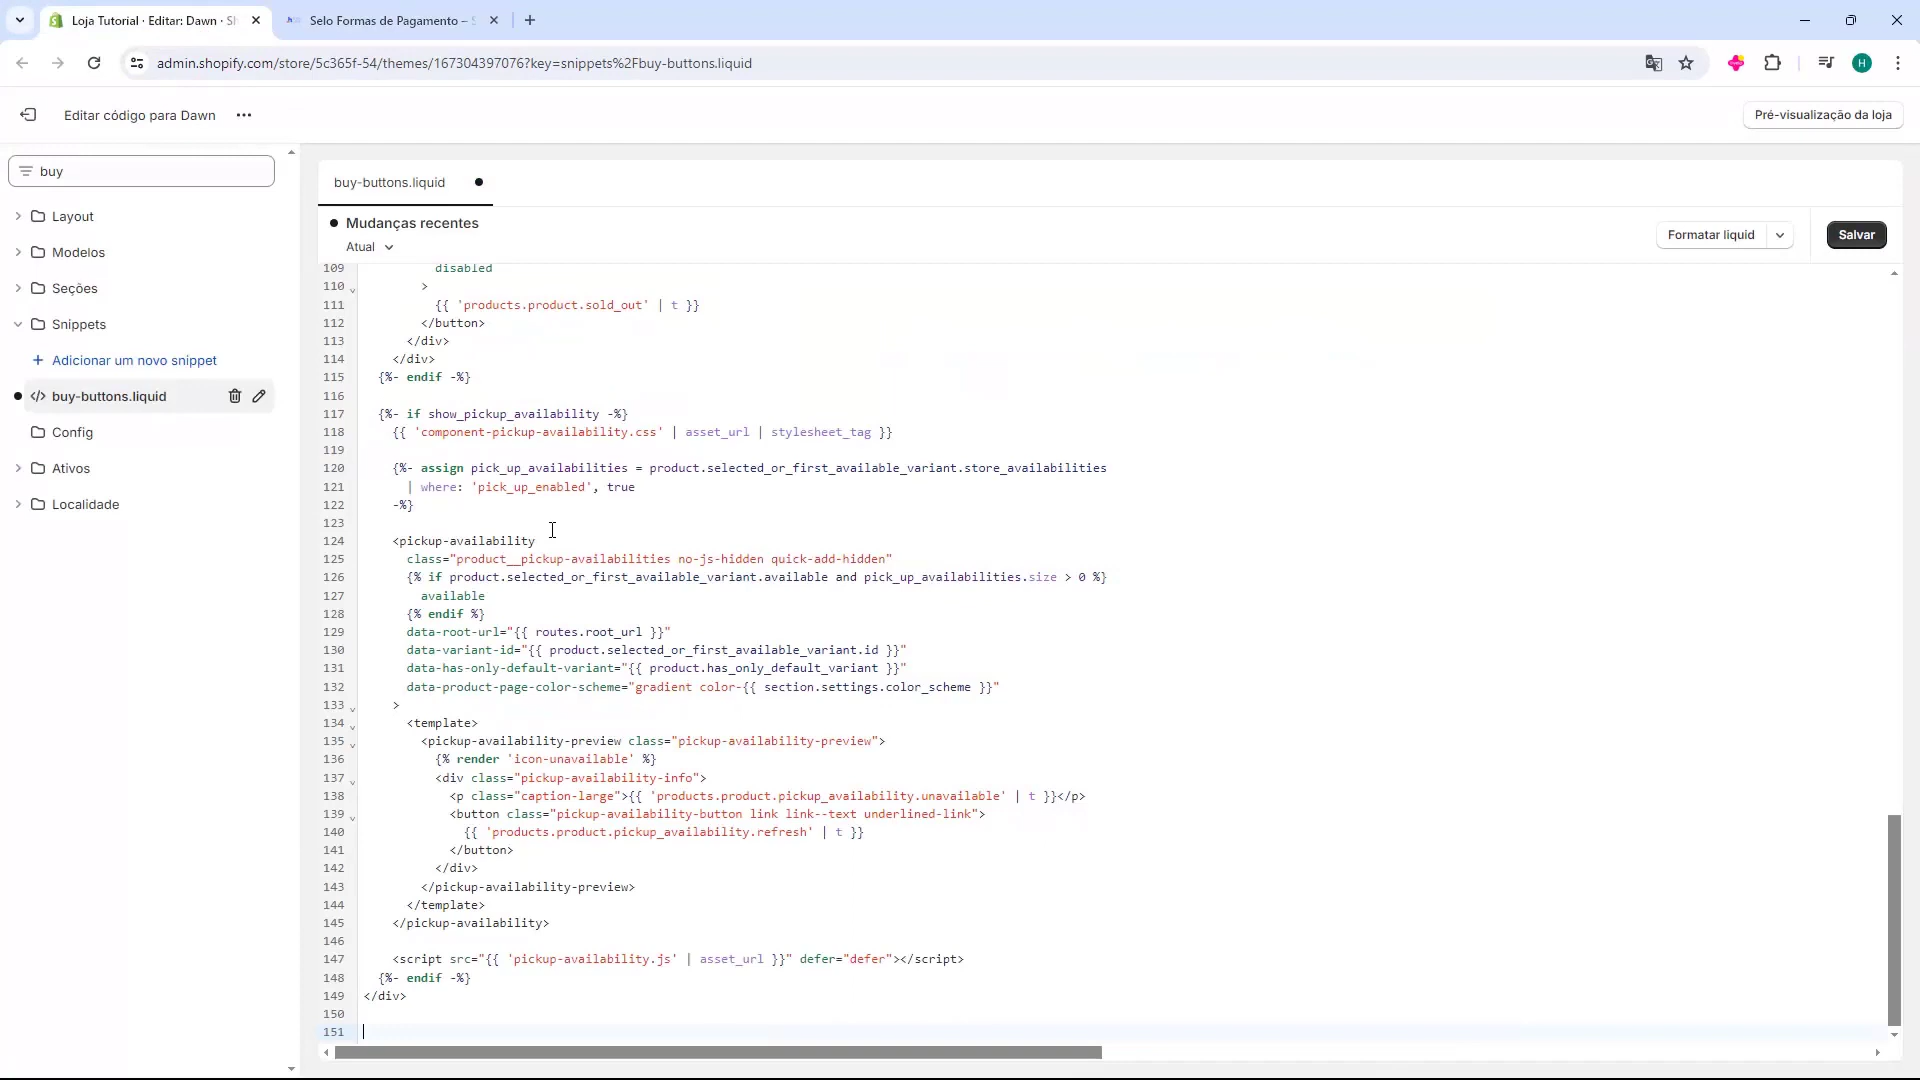 Loja Tutorial · Editar: Dawn · Sh
Selo Formas de Pagamento – S
admin.shopify.com/store/5c365f-54/themes/167304397076?key=snippets%2Fbuy-buttons.liquid
H
Editar código para Dawn
Pré-visualização da loja
buy
Layout
Modelos
Seções
Snippets
Adicionar um novo snippet
buy-buttons.liquid
Config
Ativos
Localidade
buy-buttons.liquid
Mudanças recentes
Atual
Formatar liquid
Salvar
109 disabled
110 >
111 {{ 'products.product.sold_out' | t }}
112 </button>
113 </div>
114 </div>
115 {%- endif -%}
116
117 {%- if show_pickup_availability -%}
118 {{ 'component-pickup-availability.css' | asset_url | stylesheet_tag }}
119
120 {%- assign pick_up_availabilities = product.selected_or_first_available_variant.store_availabilities
121 | where: 'pick_up_enabled', true
122 -%}
123
124 <pickup-availability
125 class="product__pickup-availabilities no-js-hidden quick-add-hidden"
126 {% if product.selected_or_first_available_variant.available and pick_up_availabilities.size > 0 %}
127 available
128 {% endif %}
129 data-root-url="{{ routes.root_url }}"
130 data-variant-id="{{ product.selected_or_first_available_variant.id }}"
131 data-has-only-default-variant="{{ product.has_only_default_variant }}"
132 data-product-page-color-scheme="gradient color-{{ section.settings.color_scheme }}"
133 >
134 <template>
135 <pickup-availability-preview class="pickup-availability-preview">
136 {% render 'icon-unavailable' %}
137 <div class="pickup-availability-info">
138 <p class="caption-large">{{ 'products.product.pickup_availability.unavailable' | t }}</p>
139 <button class="pickup-availability-button link link--text underlined-link">
140 {{ 'products.product.pickup_availability.refresh' | t }}
141 </button>
142 </div>
143 </pickup-availability-preview>
144 </template>
145 </pickup-availability>
146
147 <script src="{{ 'pickup-availability.js' | asset_url }}" defer="defer"></script>
148 {%- endif -%}
149 </div>
150
151